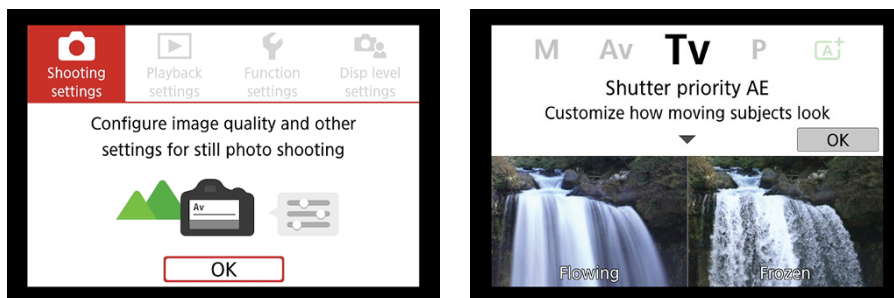 Shooting settings
Playback settings
Function settings
Disp level settings
Configure image quality and other
settings for still photo shooting
Av
OK
M Av Tv P A+
Shutter priority AE
Customize how moving subjects look
OK
Flowing
Frozen